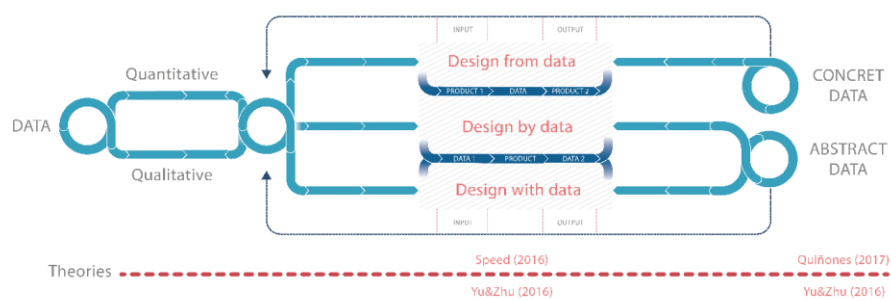 INPUT OUTPUT
Design from data
Quantitative
PRODUCT 1 DATA PRODUCT 2
CONCRET
DATA
DATA
Design by data
ABSTRACT
DATA
DATA 1 PRODUCT DATA 2
Qualitative
Design with data
INPUT OUTPUT
Speed (2016) Quiñones (2017)
Theories
Yu&Zhu (2016) Yu&Zhu (2016)